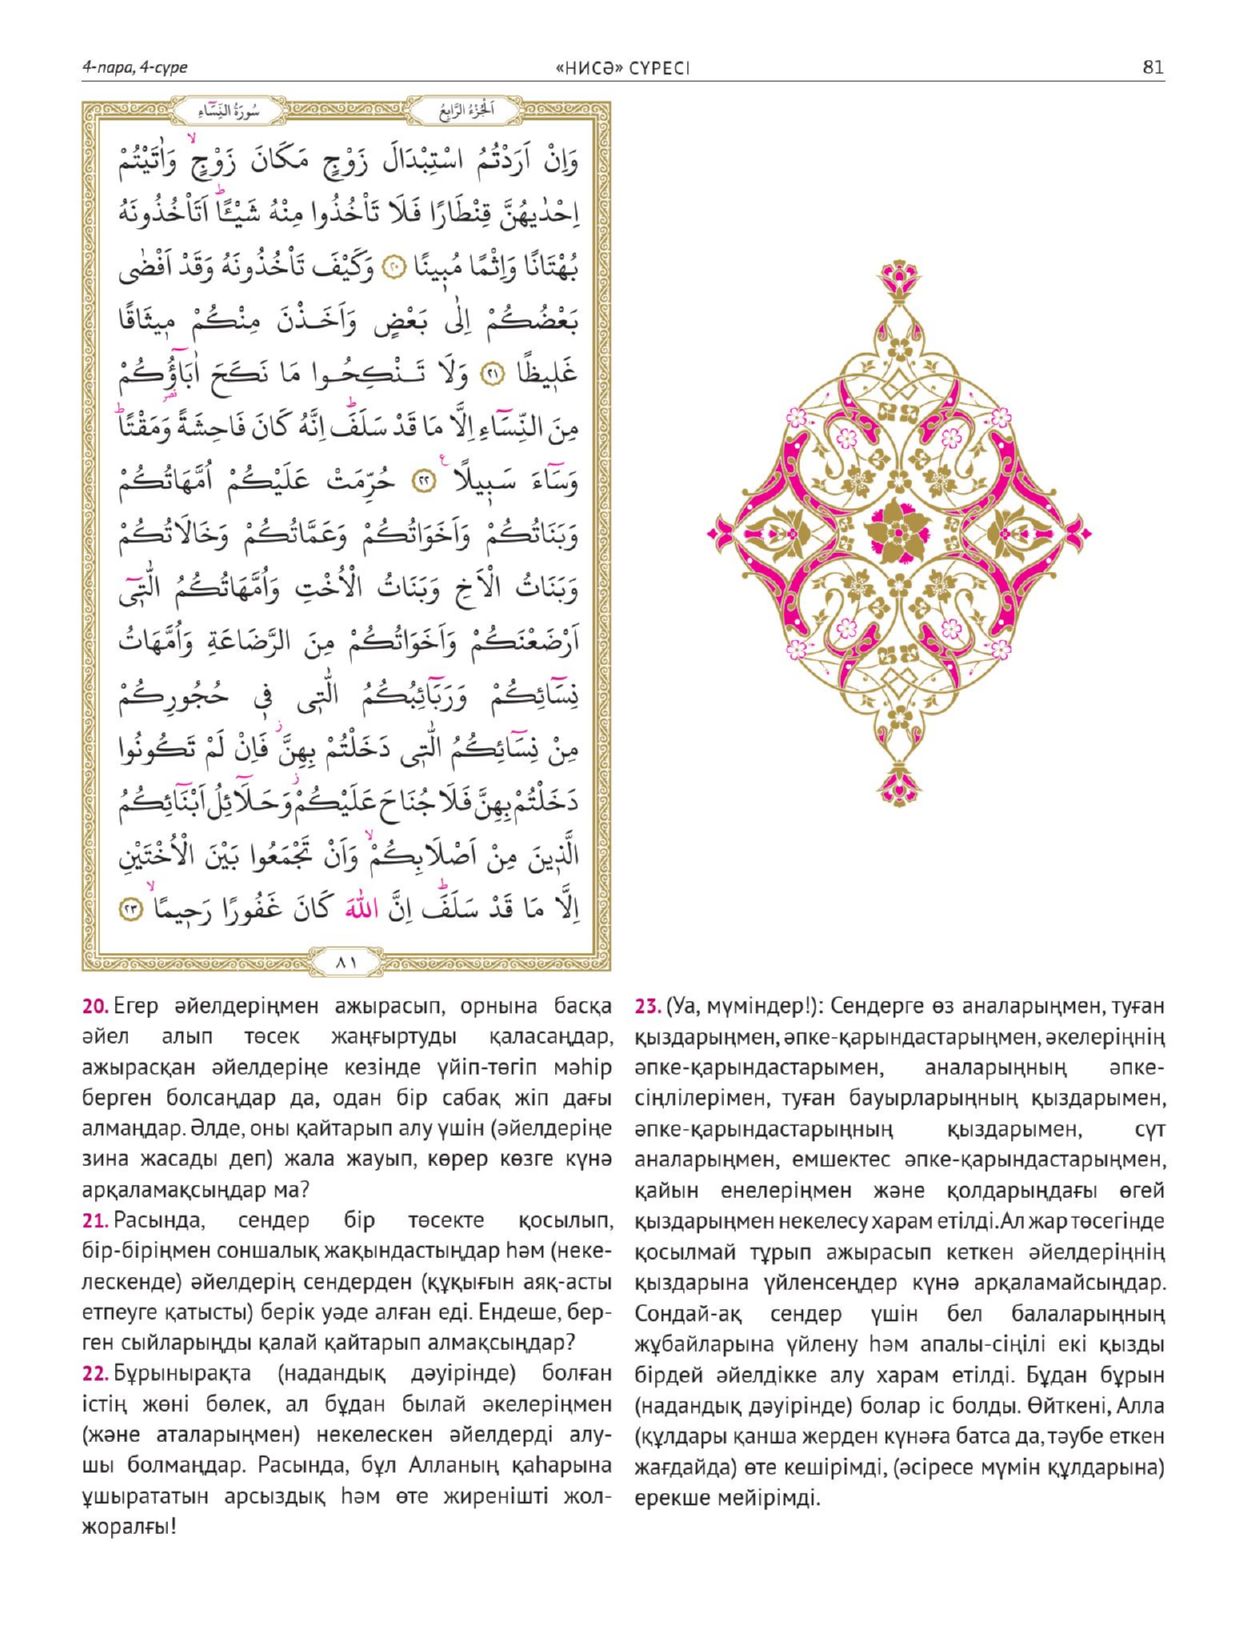 4-пара, 4-сүре
«НИСӘ» СҮРЕСІ
81
سُورَةُ النِّسَٓاءِ
اَلْجُزْءُ الرَّابِعُ
وَاِنْ اَرَدْتُمُ اسْتِبْدَالَ زَوْجٍ مَكَانَ زَوْجٍۙ وَاٰتَيْتُمْ
اِحْدٰيهُنَّ قِنْطَارًا فَلَا تَأْخُذُوا مِنْهُ شَيْـًٔاۜ اَتَأْخُذُونَهُ
بُهْتَانًا وَاِثْمًا مُب۪ينًا ﴿٢٠﴾ وَكَيْفَ تَأْخُذُونَهُ وَقَدْ اَفْضٰى
بَعْضُكُمْ اِلٰى بَعْضٍ وَاَخَذْنَ مِنْكُمْ م۪يثَاقًا
غَل۪يظًا ﴿٢١﴾ وَلَا تَنْكِحُوا مَا نَكَحَ اٰبَٓاؤُ۬كُمْ
مِنَ النِّسَٓاءِ اِلَّا مَا قَدْ سَلَفَۜ اِنَّهُ كَانَ فَاحِشَةً وَمَقْتًاۜ
وَسَٓاءَ سَب۪يلًا۟ ﴿٢٢﴾ حُرِّمَتْ عَلَيْكُمْ اُمَّهَاتُكُمْ
وَبَنَاتُكُمْ وَاَخَوَاتُكُمْ وَعَمَّاتُكُمْ وَخَالَاتُكُمْ
وَبَنَاتُ الْاَخِ وَبَنَاتُ الْاُخْتِ وَاُمَّهَاتُكُمُ الّٰت۪ٓي
اَرْضَعْنَكُمْ وَاَخَوَاتُكُمْ مِنَ الرَّضَاعَةِ وَاُمَّهَاتُ
نِسَٓائِكُمْ وَرَبَٓائِبُكُمُ الّٰت۪ي ف۪ي حُجُورِكُمْ
مِنْ نِسَٓائِكُمُ الّٰت۪ي دَخَلْتُمْ بِهِنَّۘ فَاِنْ لَمْ تَكُونُوا
دَخَلْتُمْ بِهِنَّ فَلَا جُنَاحَ عَلَيْكُمْۘ وَحَلَٓائِلُ اَبْنَٓائِكُمُ
الَّذ۪ينَ مِنْ اَصْلَابِكُمْۙ وَاَنْ تَجْمَعُوا بَيْنَ الْاُخْتَيْنِ
اِلَّا مَا قَدْ سَلَفَۜ اِنَّ اللّٰهَ كَانَ غَفُورًا رَح۪يمًاۙ ﴿٢٣﴾
٨١
20. Егер әйелдеріңмен ажырасып, орнына басқа
әйел алып төсек жаңғыртуды қаласаңдар,
ажырасқан әйелдеріңе кезінде үйіп-төгіп мәһір
берген болсаңдар да, одан бір сабақ жіп дағы
алмаңдар. Әлде, оны қайтарып алу үшін (әйелдеріңе
зина жасады деп) жала жауып, көрер көзге күнә
арқаламақсыңдар ма?
21. Расында, сендер бір төсекте қосылып,
бір-біріңмен соншалық жақындастыңдар һәм (неке-
лескенде) әйелдерің сендерден (құқығын аяқ-асты
етпеуге қатысты) берік уәде алған еді. Ендеше, бер-
ген сыйларыңды қалай қайтарып алмақсыңдар?
22. Бұрынырақта (надандық дәуірінде) болған
істің жөні бөлек, ал бұдан былай әкелеріңмен
(және аталарыңмен) некелескен әйелдерді алу-
шы болмаңдар. Расында, бұл Алланың қаһарына
ұшырататын арсыздық һәм өте жиренішті жол-
жоралғы!
23. (Уа, мүміндер!): Сендерге өз аналарыңмен, туған
қыздарыңмен, әпке-қарындастарыңмен, әкелеріңнің
әпке-қарындастарымен, аналарыңның әпке-
сіңлілерімен, туған бауырларыңның қыздарымен,
әпке-қарындастарыңның қыздарымен, сүт
аналарыңмен, емшектес әпке-қарындастарыңмен,
қайын енелеріңмен және қолдарыңдағы өгей
қыздарыңмен некелесу харам етілді. Ал жар төсегінде
қосылмай тұрып ажырасып кеткен әйелдеріңнің
қыздарына үйленсеңдер күнә арқаламайсыңдар.
Сондай-ақ сендер үшін бел балаларыңның
жұбайларына үйлену һәм апалы-сіңілі екі қызды
бірдей әйелдікке алу харам етілді. Бұдан бұрын
(надандық дәуірінде) болар іс болды. Өйткені, Алла
(құлдары қанша жерден күнәға батса да, тәубе еткен
жағдайда) өте кешірімді, (әсіресе мүмін құлдарына)
ерекше мейірімді.